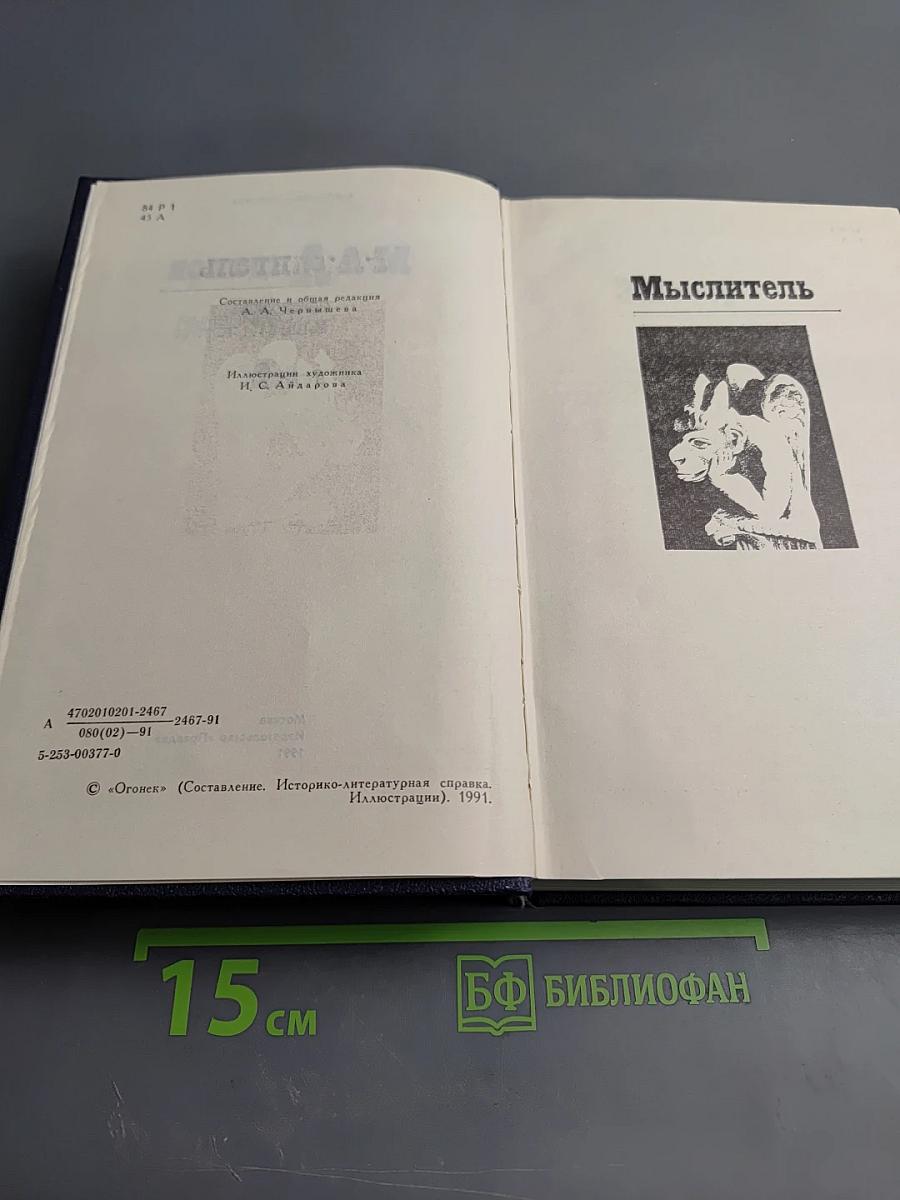 84 Р 1
45 А
Составление и общая редакция
А. А. Чернышева
Иллюстрации художника
И. С. Айдарова
А 4702010201-2467
080(02)—91 2467-91
5-253-00377-0
© «Огонек» (Составление. Историко-литературная справка.
Иллюстрации). 1991.
Мыслитель
15 см
БФ БИБЛИОФАН